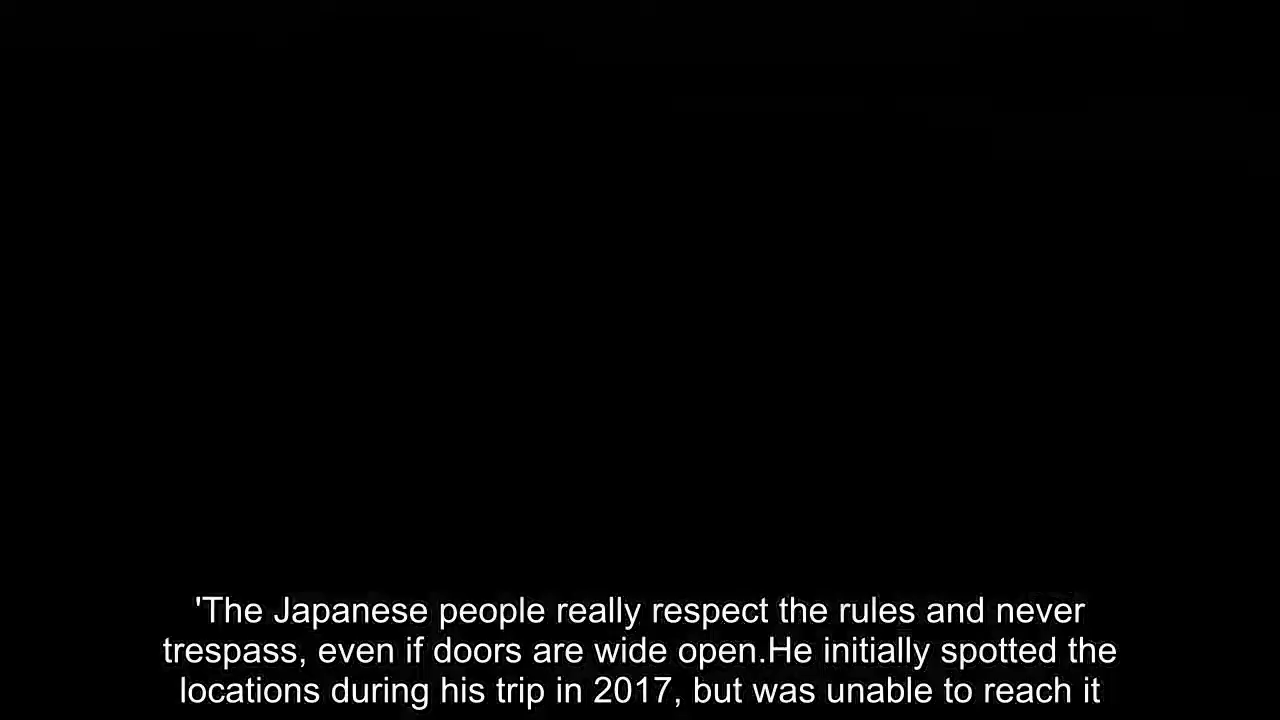 'The Japanese people really respect the rules and never
trespass, even if doors are wide open.He initially spotted the
locations during his trip in 2017, but was unable to reach it